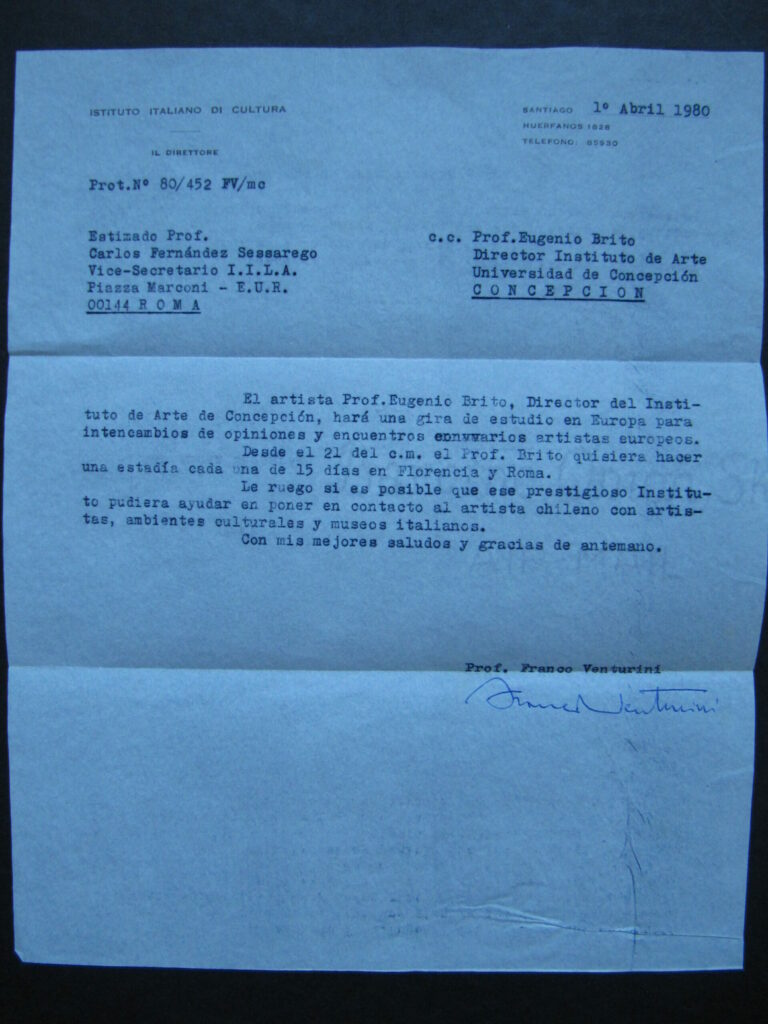 ISTITUTO ITALIANO DI CULTURA
IL DIRETTORE
SANTIAGO 1º Abril 1980
HUERFANOS 1828
TELEFONO: 85930
Prot.Nº 80/452 FV/mc
Estimado Prof.
Carlos Fernández Sessarego
Vice-Secretario I.I.L.A.
Piazza Marconi - E.U.R.
00144 R O M A
c.c. Prof.Eugenio Brito
Director Instituto de Arte
Universidad de Concepción
C O N C E P C I O N
El artista Prof.Eugenio Brito, Director del Insti-
tuto de Arte de Concepción, hará una gira de estudio en Europa para
intencambios de opiniones y encuentros varios artistas europeos.
Desde el 21 del c.m. el Prof. Brito quisiera hacer
una estadía cada una de 15 días en Florencia y Roma.
Le ruego si es posible que ese prestigioso Institu-
to pudiera ayudar en poner en contacto al artista chileno con artis-
tas, ambientes culturales y museos italianos.
Con mis mejores saludos y gracias de antemano.
Prof. Franco Venturini
Franco Venturini